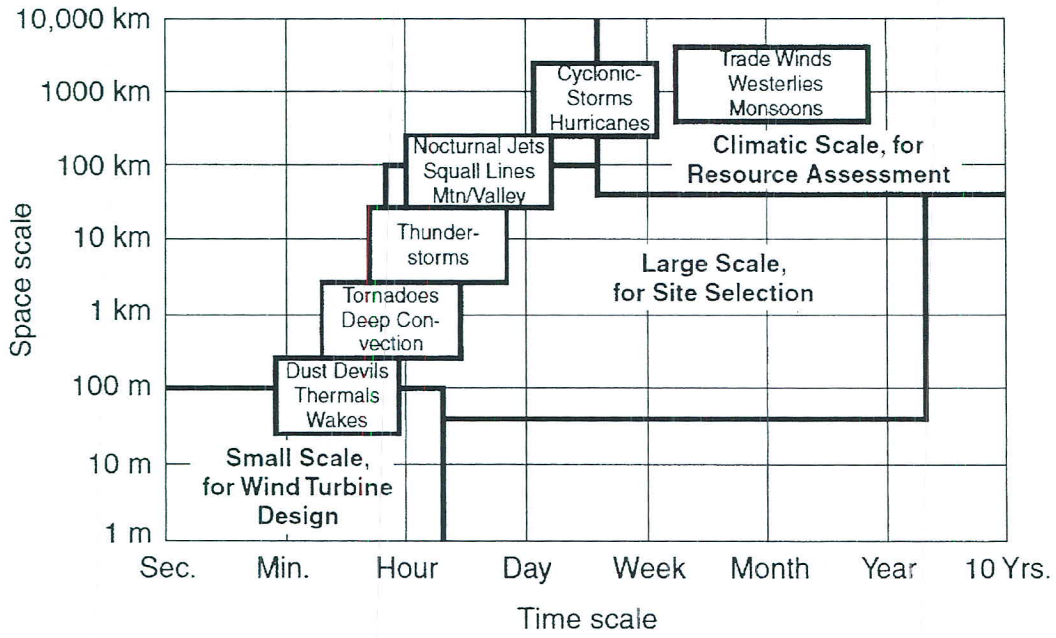 10,000 km
1000 km
100 km
10 km
1 km
100 m
10 m
1 m
Space scale
Cyclonic-
Storms
Hurricanes
Trade Winds
Westerlies
Monsoons
Climatic Scale, for
Resource Assessment
Nocturnal Jets
Squall Lines
Mtn/Valley
Thunder-
storms
Large Scale,
for Site Selection
Tornadoes
Deep Con-
vection
Dust Devils
Thermals
Wakes
Small Scale,
for Wind Turbine
Design
Sec.
Min.
Hour
Day
Week
Month
Year
10 Yrs.
Time scale